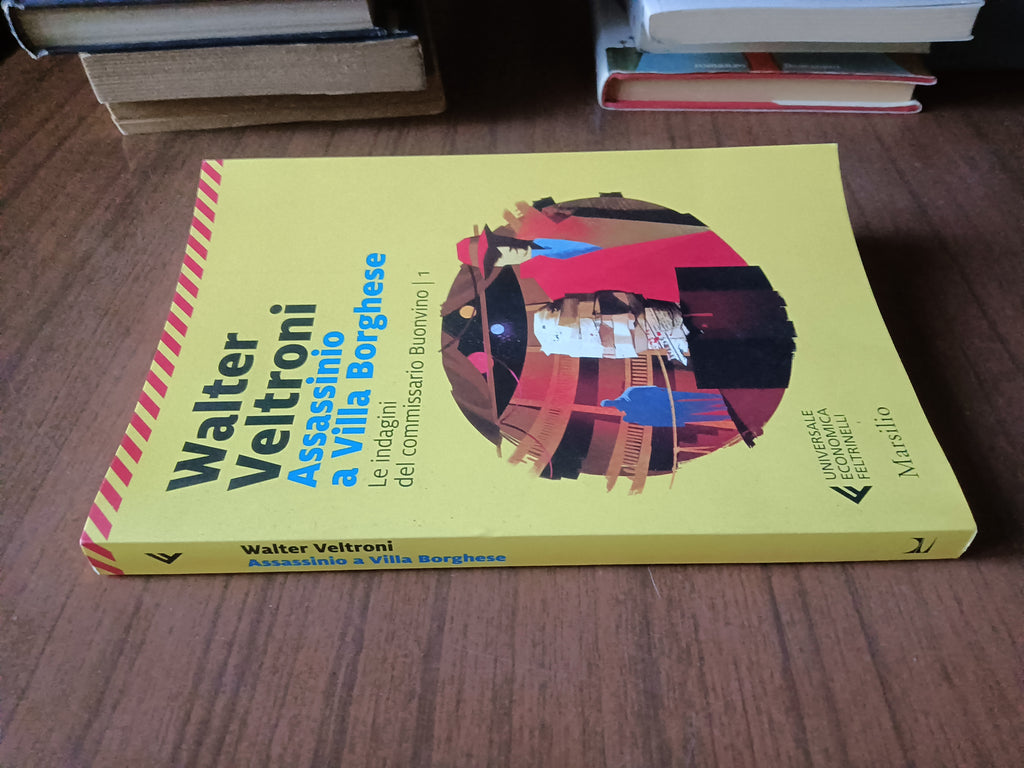 Walter
Veltroni
Assassinio
a Villa Borghese
Le indagini
del commissario Buonvino | 1
UNIVERSALE
ECONOMICA
FELTRINELLI
Marsilio
Walter Veltroni
Assassinio a Villa Borghese